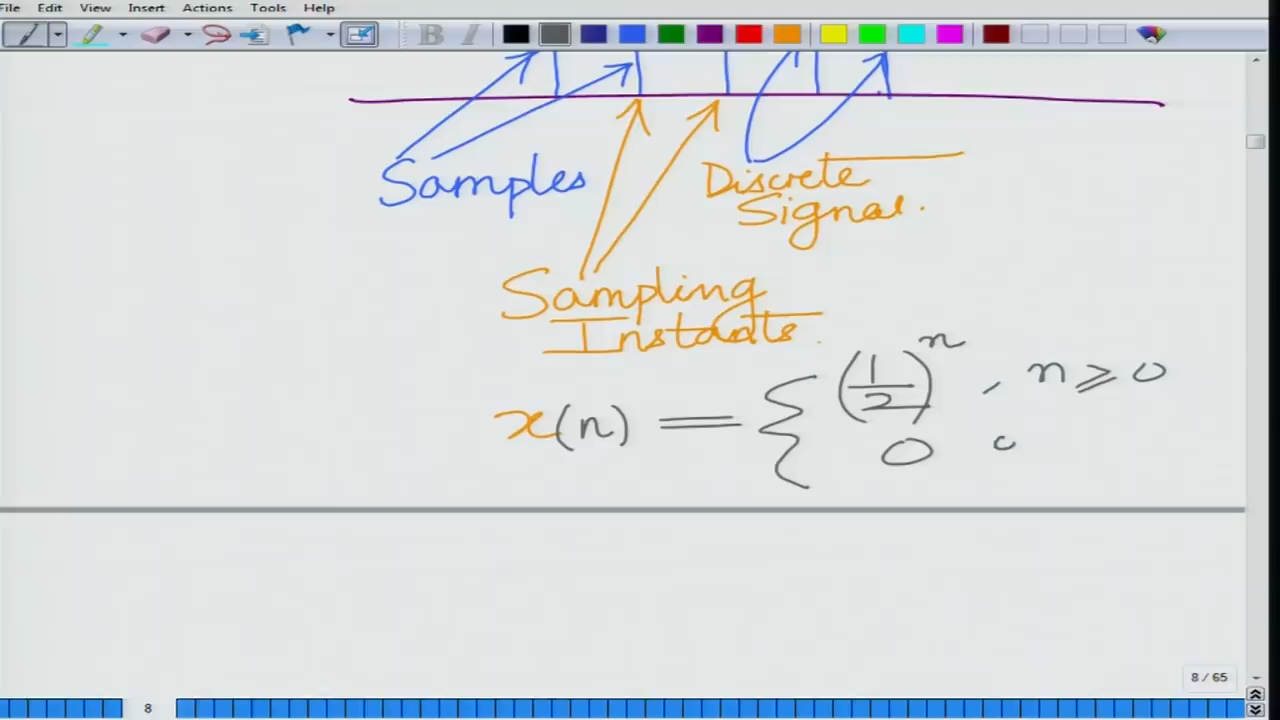 File Edit View Insert Actions Tools Help
B I
Samples
Discrete
Signal.
Sampling
Instants.
x(n) = { (1/2)^n , n ≥ 0
0
8 / 65
8